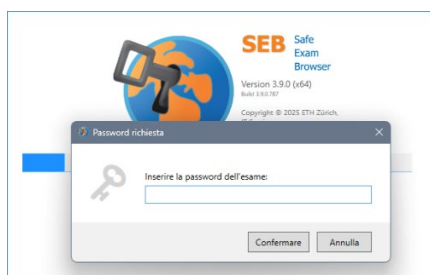 SEB Safe
Exam
Browser
Version 3.9.0 (x64)
Build 3.9.0.787
Copyright © 2025 ETH Zürich,
Password richiesta
Inserire la password dell'esame:
Confermare Annulla